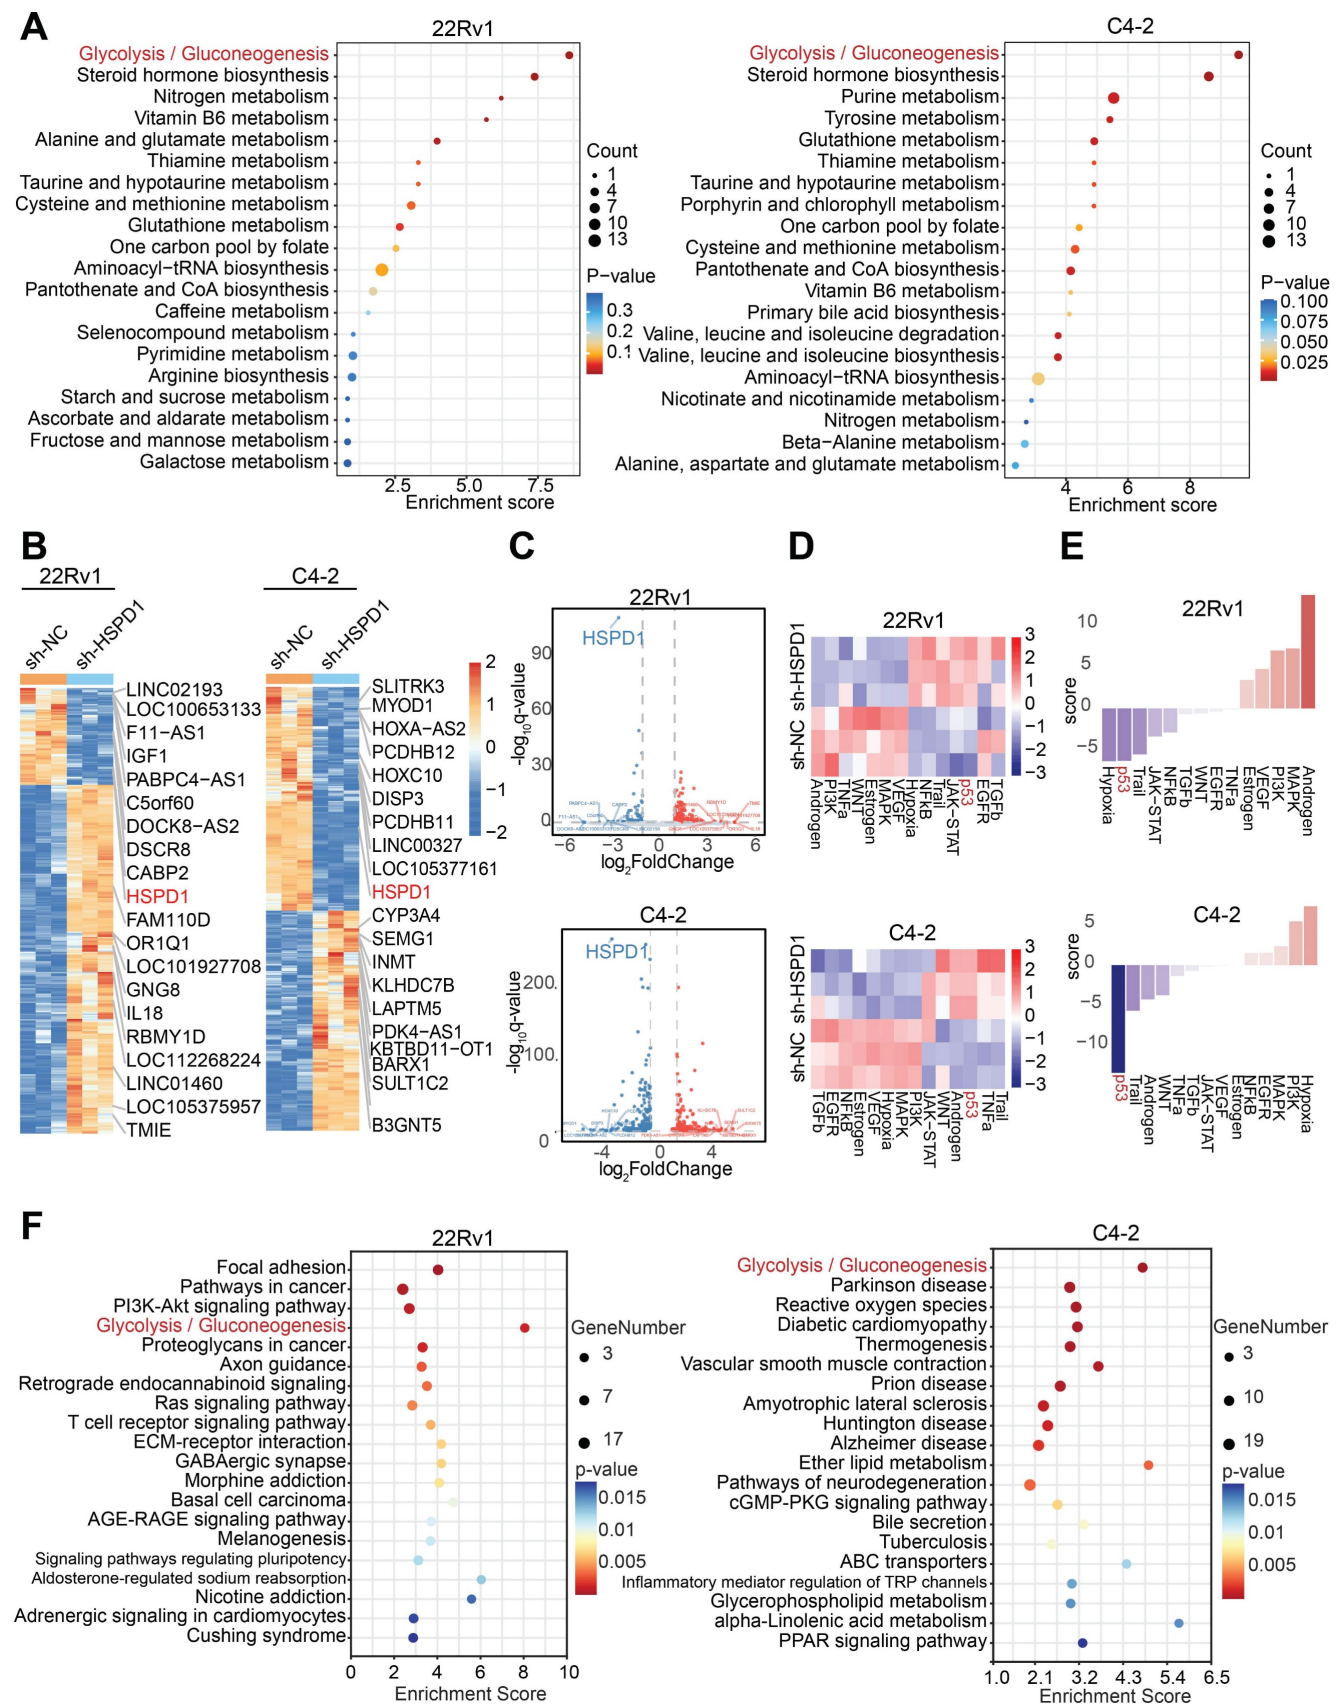 A
22Rv1
Glycolysis / Gluconeogenesis
Steroid hormone biosynthesis
Nitrogen metabolism
Vitamin B6 metabolism
Alanine and glutamate metabolism
Thiamine metabolism
Taurine and hypotaurine metabolism
Cysteine and methionine metabolism
Glutathione metabolism
One carbon pool by folate
Aminoacyl−tRNA biosynthesis
Pantothenate and CoA biosynthesis
Caffeine metabolism
Selenocompound metabolism
Pyrimidine metabolism
Arginine biosynthesis
Starch and sucrose metabolism
Ascorbate and aldarate metabolism
Fructose and mannose metabolism
Galactose metabolism
2.5 5.0 7.5
Enrichment score
Count
1
4
7
10
13
P−value
0.3
0.2
0.1
C4-2
Glycolysis / Gluconeogenesis
Steroid hormone biosynthesis
Purine metabolism
Tyrosine metabolism
Glutathione metabolism
Thiamine metabolism
Taurine and hypotaurine metabolism
Porphyrin and chlorophyll metabolism
One carbon pool by folate
Cysteine and methionine metabolism
Pantothenate and CoA biosynthesis
Vitamin B6 metabolism
Primary bile acid biosynthesis
Valine, leucine and isoleucine degradation
Valine, leucine and isoleucine biosynthesis
Aminoacyl−tRNA biosynthesis
Nicotinate and nicotinamide metabolism
Nitrogen metabolism
Beta−Alanine metabolism
Alanine, aspartate and glutamate metabolism
4 6 8
Enrichment score
Count
1
4
7
10
13
P−value
0.100
0.075
0.050
0.025
B
22Rv1
sh-NC
sh-HSPD1
LINC02193
LOC100653133
F11−AS1
IGF1
PABPC4−AS1
C5orf60
DOCK8−AS2
DSCR8
CABP2
HSPD1
FAM110D
OR1Q1
LOC101927708
GNG8
IL18
RBMY1D
LOC112268224
LINC01460
LOC105375957
TMIE
C4-2
sh-NC
sh-HSPD1
SLITRK3
MYOD1
HOXA−AS2
PCDHB12
HOXC10
DISP3
PCDHB11
LINC00327
LOC105377161
HSPD1
CYP3A4
SEMG1
INMT
KLHDC7B
LAPTM5
PDK4−AS1
KBTBD11−OT1
BARX1
SULT1C2
B3GNT5
2
1
0
−1
−2
C
22Rv1
HSPD1
-log10q-value
90
60
30
0
−6 −3 0 3 6
log2FoldChange
C4-2
HSPD1
-log10q-value
200
100
0
-4 0 4
log2FoldChange
D
22Rv1
sh-HSPD1
sh-NC
Androgen
PI3K
TNFa
WNT
Estrogen
MAPK
VEGF
Hypoxia
NFkB
Trail
JAK−STAT
p53
EGFR
TGFb
3
2
1
0
−1
−2
−3
C4-2
sh-HSPD1
sh-NC
TGFb
EGFR
NFkB
Estrogen
VEGF
Hypoxia
MAPK
PI3K
JAK−STAT
WNT
Androgen
p53
TNFa
Trail
3
2
1
0
−1
−2
−3
E
22Rv1
score
10
5
0
−5
Hypoxia
p53
Trail
JAK−STAT
NFkB
TGFb
WNT
EGFR
TNFa
Estrogen
VEGF
PI3K
MAPK
Androgen
C4-2
score
5
0
−5
−10
p53
Trail
Androgen
WNT
TNFa
TGFb
JAK−STAT
VEGF
Estrogen
NFkB
EGFR
MAPK
PI3K
Hypoxia
F
22Rv1
Focal adhesion
Pathways in cancer
PI3K-Akt signaling pathway
Glycolysis / Gluconeogenesis
Proteoglycans in cancer
Axon guidance
Retrograde endocannabinoid signaling
Ras signaling pathway
T cell receptor signaling pathway
ECM-receptor interaction
GABAergic synapse
Morphine addiction
Basal cell carcinoma
AGE-RAGE signaling pathway
Melanogenesis
Signaling pathways regulating pluripotency
Aldosterone-regulated sodium reabsorption
Nicotine addiction
Adrenergic signaling in cardiomyocytes
Cushing syndrome
0 2 4 6 8 10
Enrichment Score
GeneNumber
3
7
17
p-value
0.015
0.01
0.005
C4-2
Glycolysis / Gluconeogenesis
Parkinson disease
Reactive oxygen species
Diabetic cardiomyopathy
Thermogenesis
Vascular smooth muscle contraction
Prion disease
Amyotrophic lateral sclerosis
Huntington disease
Alzheimer disease
Ether lipid metabolism
Pathways of neurodegeneration
cGMP-PKG signaling pathway
Bile secretion
Tuberculosis
ABC transporters
Inflammatory mediator regulation of TRP channels
Glycerophospholipid metabolism
alpha-Linolenic acid metabolism
PPAR signaling pathway
1.0 2.1 3.2 4.3 5.4 6.5
Enrichment Score
GeneNumber
3
10
19
p-value
0.015
0.01
0.005